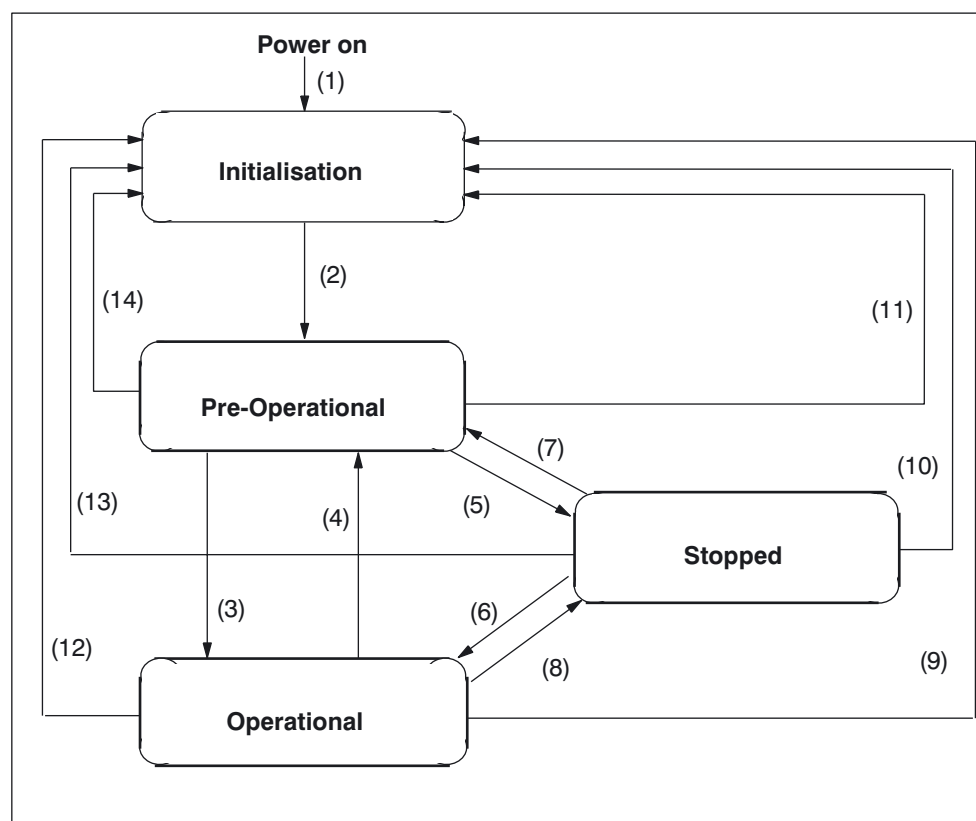 Power on
(1)
Initialisation
(2)
(14)
(11)
Pre-Operational
(7)
(10)
(13)
(4)
(5)
Stopped
(3)
(6)
(12)
(8)
(9)
Operational